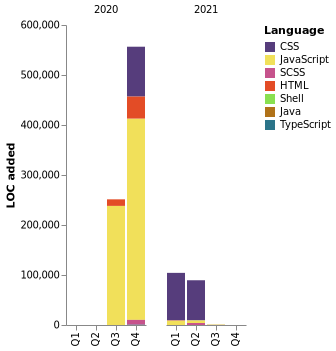 2020 2021
Language
CSS
JavaScript
SCSS
HTML
Shell
Java
TypeScript
LOC added
600,000
500,000
400,000
300,000
200,000
100,000
0
Q1 Q2 Q3 Q4 Q1 Q2 Q3 Q4